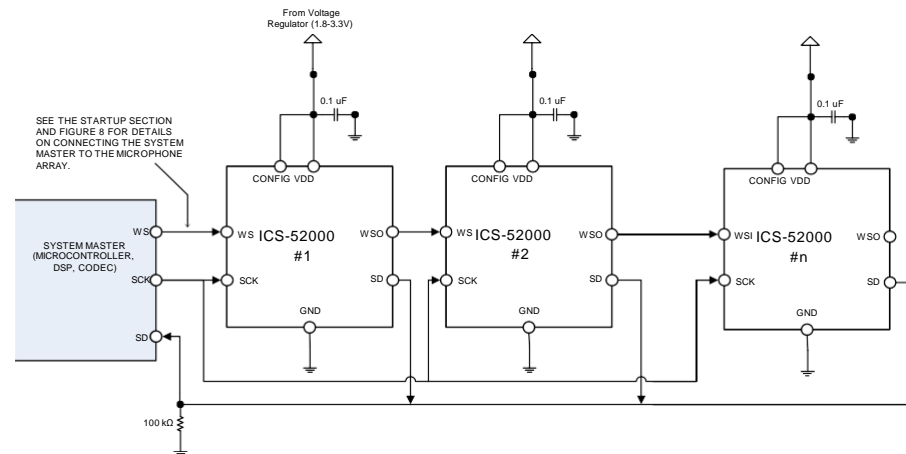 From Voltage
Regulator (1.8-3.3V)
0.1 uF
0.1 uF
0.1 uF
SEE THE STARTUP SECTION
AND FIGURE 8 FOR DETAILS
ON CONNECTING THE SYSTEM
MASTER TO THE MICROPHONE
ARRAY.
CONFIG VDD
CONFIG VDD
CONFIG VDD
SYSTEM MASTER
(MICROCONTROLLER,
DSP, CODEC)
WS
SCK
SD
WS ICS-52000 WSO
#1
SCK SD
GND
WS ICS-52000 WSO
#2
SCK SD
GND
WSI ICS-52000 WSO
#n
SCK SD
GND
100 kΩ